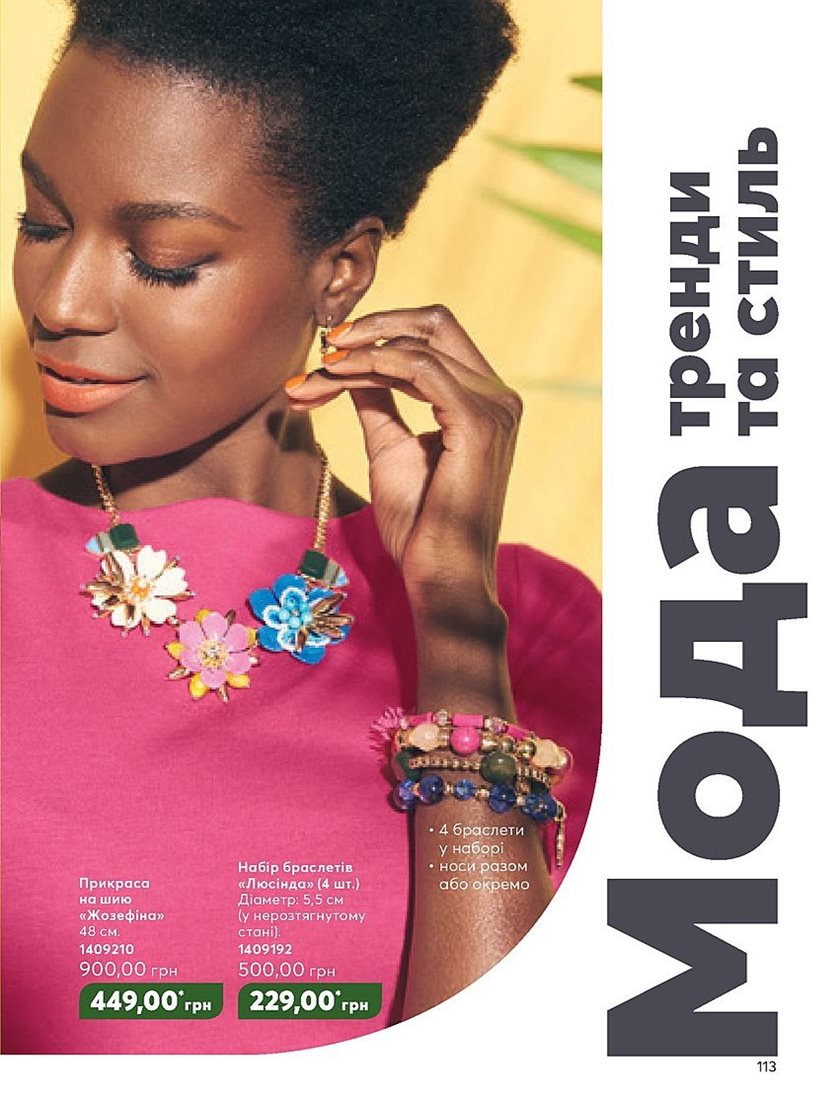 Мода
тренди
та стиль
• 4 браслети
у наборі
• носи разом
або окремо
Прикраса
на шию
«Жозефіна»
48 см.
1409210
900,00 грн
449,00* грн
Набір браслетів
«Люсінда» (4 шт.)
Діаметр: 5,5 см
(у нерозтягнутому
стані).
1409192
500,00 грн
229,00* грн
113